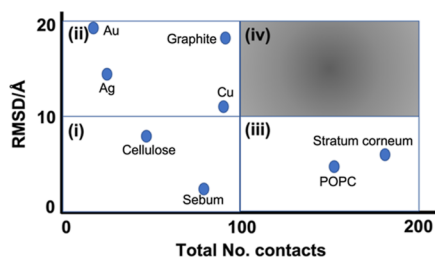 20
(ii)
Au
Graphite
(iv)
Ag
Cu
RMSD/Å
10
(i)
(iii)
Cellulose
Stratum corneum
POPC
Sebum
0
0
100
200
Total No. contacts